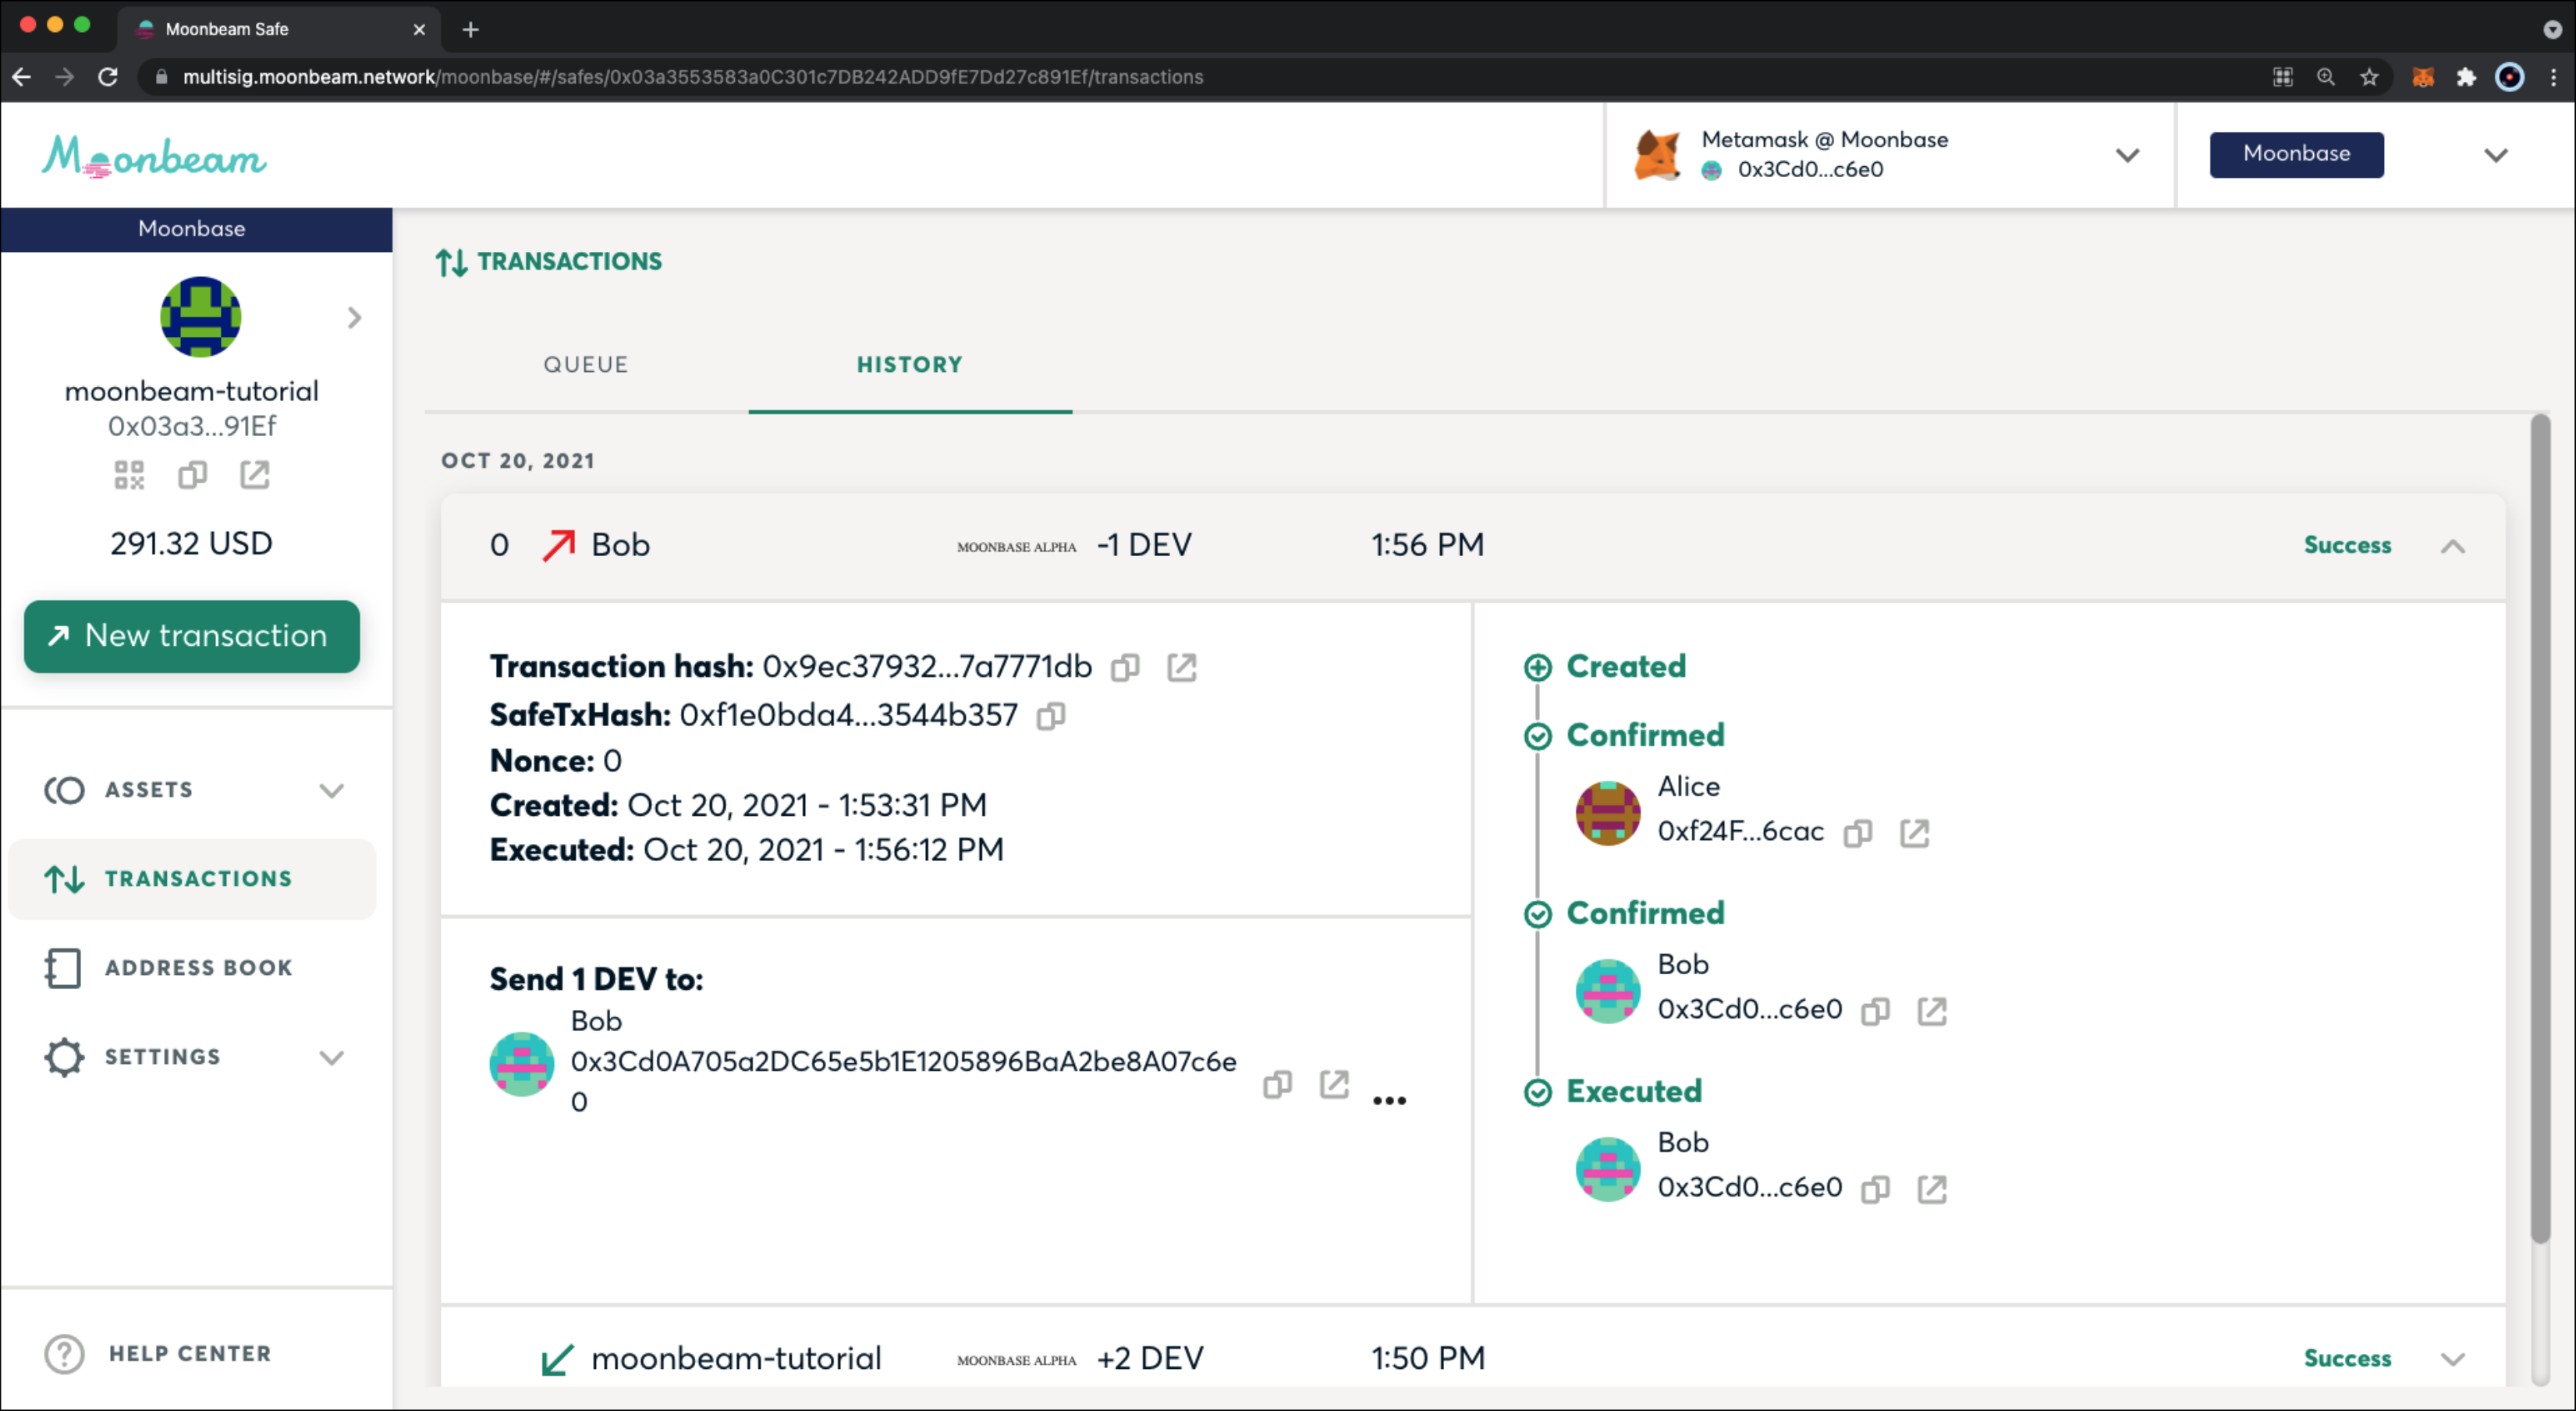 Moonbeam Safe
multisig.moonbeam.network/moonbase/#/safes/0x03a3553583a0C301c7DB242ADD9fE7Dd27c891Ef/transactions
Moonbeam
Metamask @ Moonbase
0x3Cd0...c6e0
Moonbase
Moonbase
moonbeam-tutorial
0x03a3...91Ef
291.32 USD
New transaction
ASSETS
TRANSACTIONS
ADDRESS BOOK
SETTINGS
HELP CENTER
TRANSACTIONS
QUEUE HISTORY
OCT 20, 2021
0 Bob MOONBASE ALPHA -1 DEV 1:56 PM Success
Transaction hash: 0x9ec37932...7a7771db
SafeTxHash: 0xf1e0bda4...3544b357
Nonce: 0
Created: Oct 20, 2021 - 1:53:31 PM
Executed: Oct 20, 2021 - 1:56:12 PM
Send 1 DEV to:
Bob
0x3Cd0A705a2DC65e5b1E1205896BaA2be8A07c6e
0
Created
Confirmed
Alice
0xf24F...6cac
Confirmed
Bob
0x3Cd0...c6e0
Executed
Bob
0x3Cd0...c6e0
moonbeam-tutorial MOONBASE ALPHA +2 DEV 1:50 PM Success